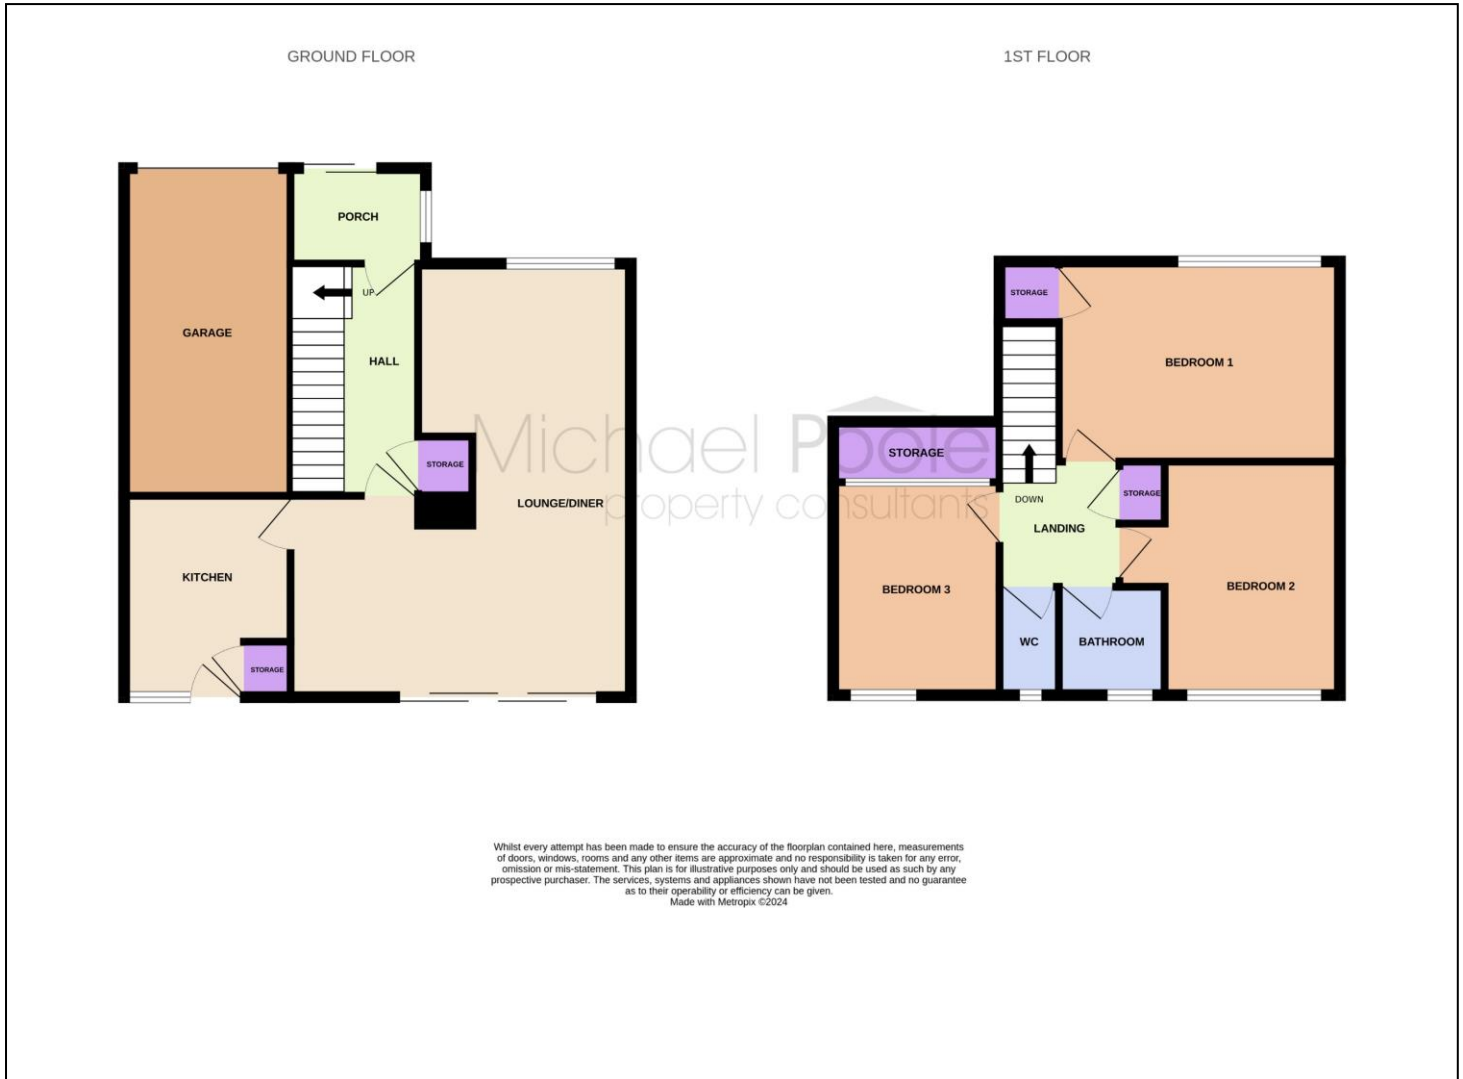 GROUND FLOOR
1ST FLOOR
PORCH
GARAGE
UP
HALL
STORAGE
LOUNGE/DINER
KITCHEN
STORAGE
STORAGE
BEDROOM 1
STORAGE
DOWN
STORAGE
LANDING
BEDROOM 3
BEDROOM 2
WC
BATHROOM
Michael Poole
property consultants
Whilst every attempt has been made to ensure the accuracy of the floorplan contained here, measurements
of doors, windows, rooms and any other items are approximate and no responsibility is taken for any error,
omission or mis-statement. This plan is for illustrative purposes only and should be used as such by any
prospective purchaser. The services, systems and appliances shown have not been tested and no guarantee
as to their operability or efficiency can be given.
Made with Metropix ©2024